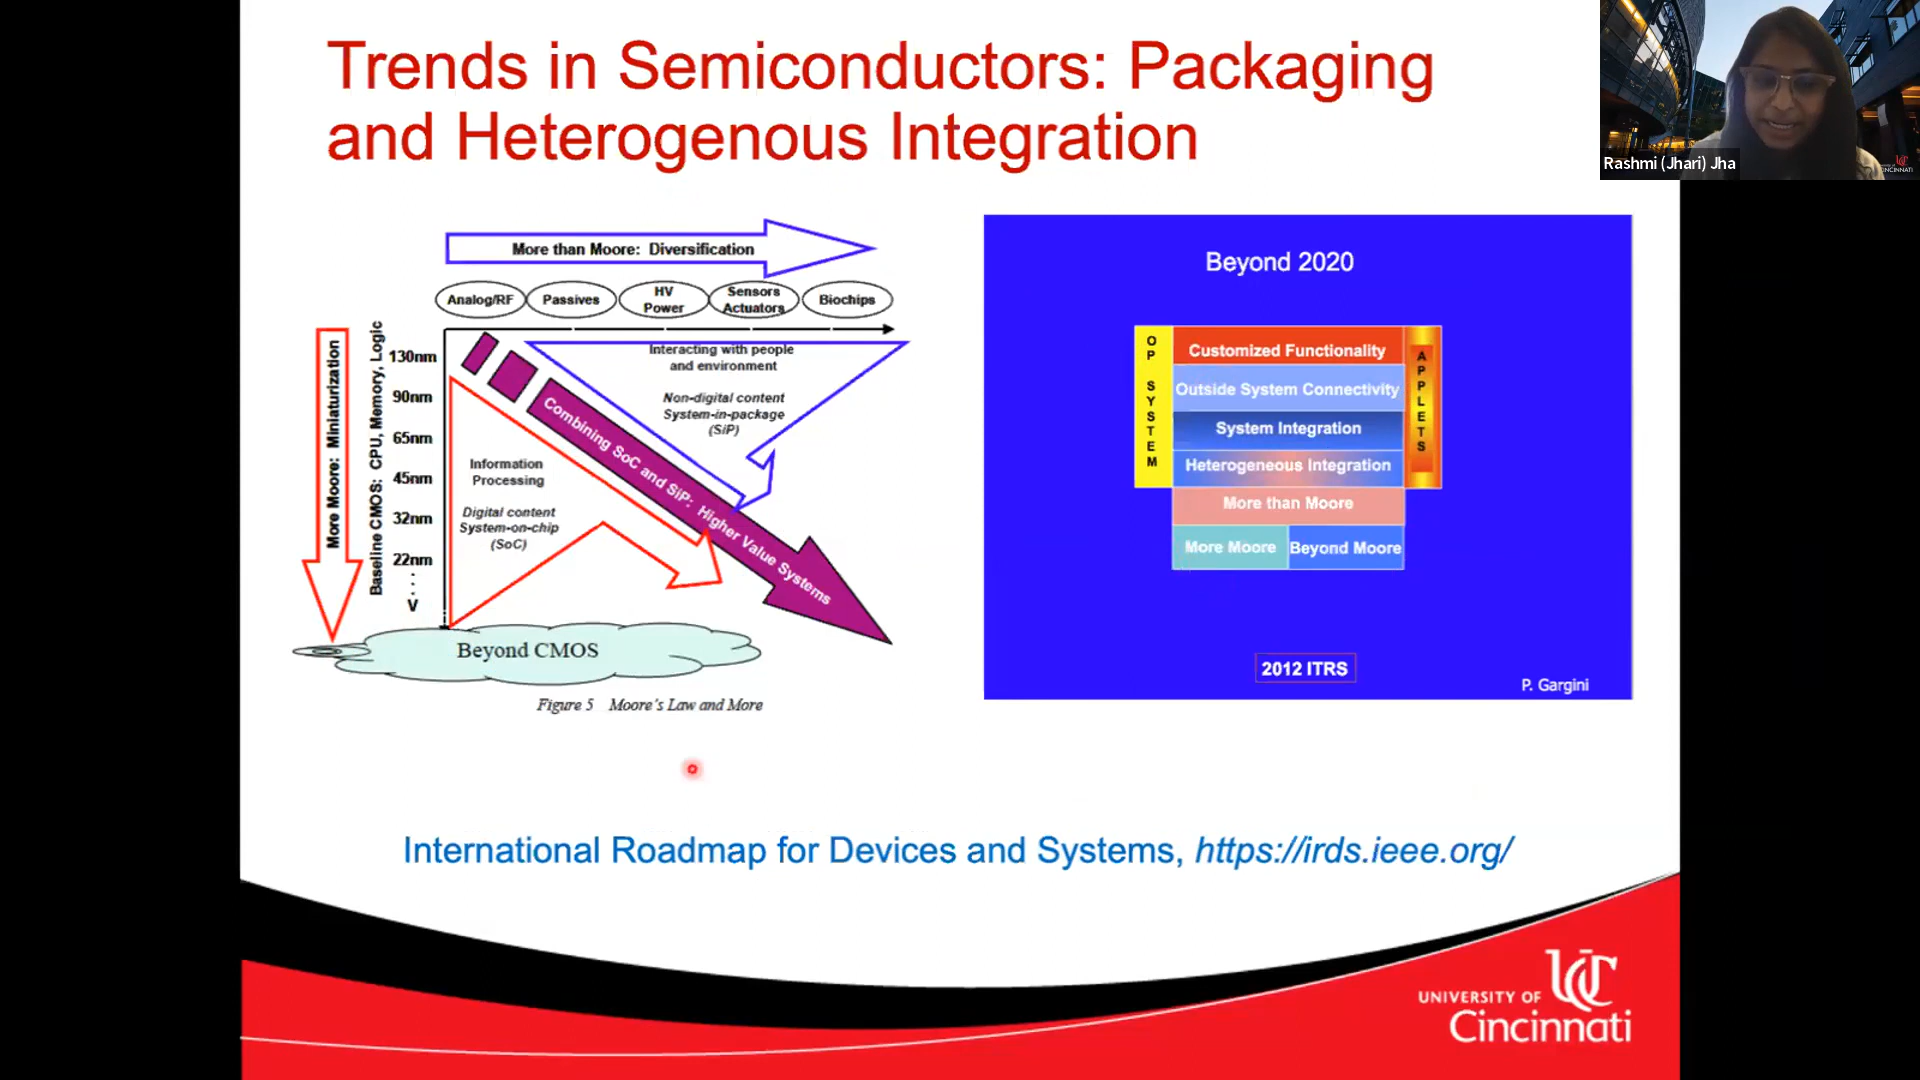 Trends in Semiconductors: Packaging
and Heterogenous Integration
Rashmi (Jhari) Jha
More than Moore: Diversification
Analog/RF
Passives
HV
Power
Sensors
Actuators
Biochips
More Moore: Miniaturization
Baseline CMOS: CPU, Memory, Logic
130nm
90nm
65nm
45nm
32nm
22nm
V
Interacting with people
and environment
Non-digital content
System-in-package
(SiP)
Combining SoC and SiP: Higher Value Systems
Information
Processing
Digital content
System-on-chip
(SoC)
Beyond CMOS
Figure 5 Moore's Law and More
Beyond 2020
OP SYSTEM
Customized Functionality
Outside System Connectivity
System Integration
Heterogeneous Integration
More than Moore
More Moore
Beyond Moore
APPLETS
2012 ITRS
P. Gargini
International Roadmap for Devices and Systems, https://irds.ieee.org/
UC
UNIVERSITY OF
Cincinnati